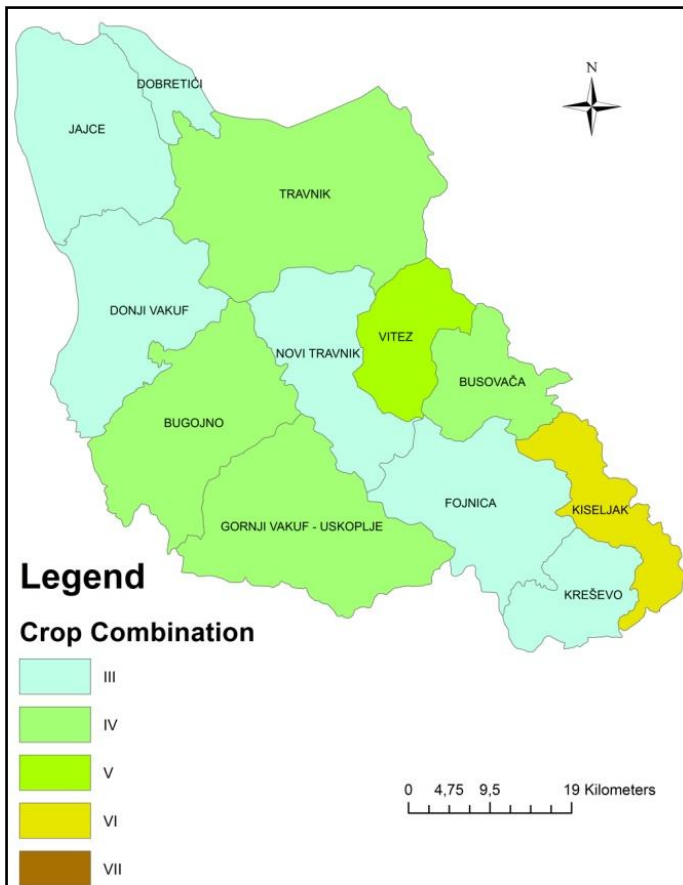 N
DOBRETIĆI
JAJCE
TRAVNIK
DONJI VAKUF
VITEZ
NOVI TRAVNIK
BUSOVAČA
BUGOJNO
FOJNICA
KISELJAK
GORNJI VAKUF - USKOPLJE
KREŠEVO
Legend
Crop Combination
III
IV
V
VI
VII
0 4,75 9,5 19 Kilometers